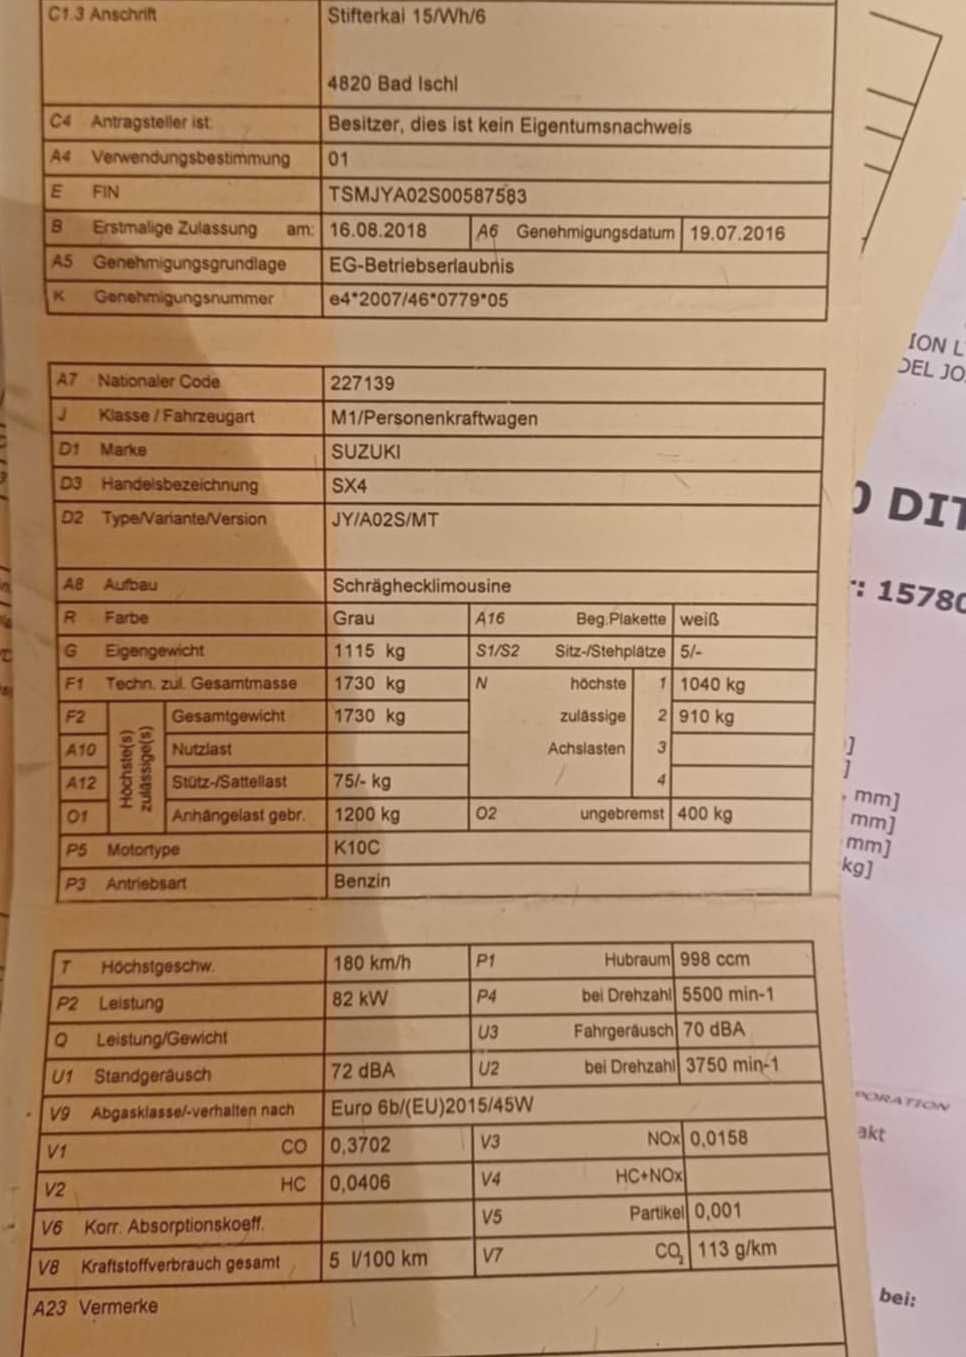 C1.3 Anschrift Stifterkai 15/Wh/6
4820 Bad Ischl
C4 Antragsteller ist: Besitzer, dies ist kein Eigentumsnachweis
A4 Verwendungsbestimmung 01
E FIN TSMJYA02S00587583
B Erstmalige Zulassung am: 16.08.2018 A6 Genehmigungsdatum 19.07.2016
A5 Genehmigungsgrundlage EG-Betriebserlaubnis
K Genehmigungsnummer e4*2007/46*0779*05
A7 Nationaler Code 227139
J Klasse / Fahrzeugart M1/Personenkraftwagen
D1 Marke SUZUKI
D3 Handelsbezeichnung SX4
D2 Type/Variante/Version JY/A02S/MT
A8 Aufbau Schräghecklimousine
R Farbe Grau A16 Beg.Plakette weiß
G Eigengewicht 1115 kg S1/S2 Sitz-/Stehplätze 5/-
F1 Techn. zul. Gesamtmasse 1730 kg N höchste 1 1040 kg
F2 Höchste(s) zulässige(s) Gesamtgewicht 1730 kg zulässige 2 910 kg
A10 Nutzlast Achslasten 3
A12 Stütz-/Sattellast 75/- kg 4
O1 Anhängelast gebr. 1200 kg O2 ungebremst 400 kg
P5 Motortype K10C
P3 Antriebsart Benzin
T Höchstgeschw. 180 km/h P1 Hubraum 998 ccm
P2 Leistung 82 kW P4 bei Drehzahl 5500 min-1
Q Leistung/Gewicht U3 Fahrgeräusch 70 dBA
U1 Standgeräusch 72 dBA U2 bei Drehzahl 3750 min-1
V9 Abgasklasse/-verhalten nach Euro 6b/(EU)2015/45W
V1 CO 0,3702 V3 NOx 0,0158
V2 HC 0,0406 V4 HC+NOx
V6 Korr. Absorptionskoeff. V5 Partikel 0,001
V8 Kraftstoffverbrauch gesamt 5 l/100 km V7 CO2 113 g/km
A23 Vermerke
ION L
DEL JO
0 DIT
: 15780
]
]
, mm]
mm]
mm]
kg]
PORATION
akt
bei: